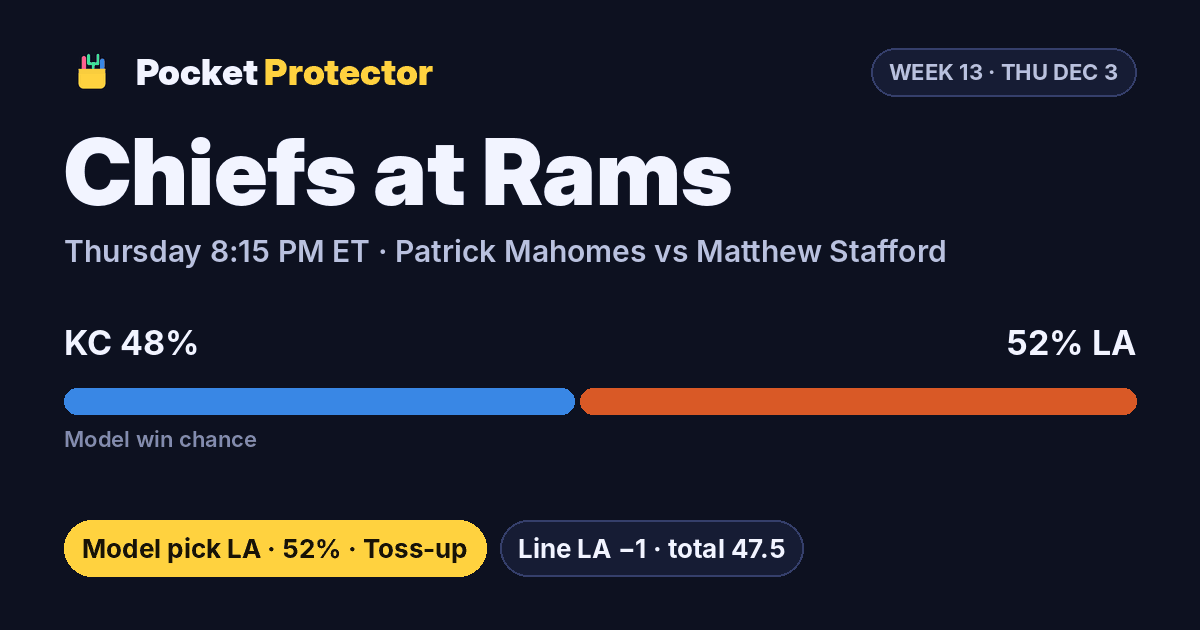 Pocket Protector
WEEK 13 · THU DEC 3
Chiefs at Rams
Thursday 8:15 PM ET · Patrick Mahomes vs Matthew Stafford
KC 48%
52% LA
Model win chance
Model pick LA · 52% · Toss-up
Line LA −1 · total 47.5